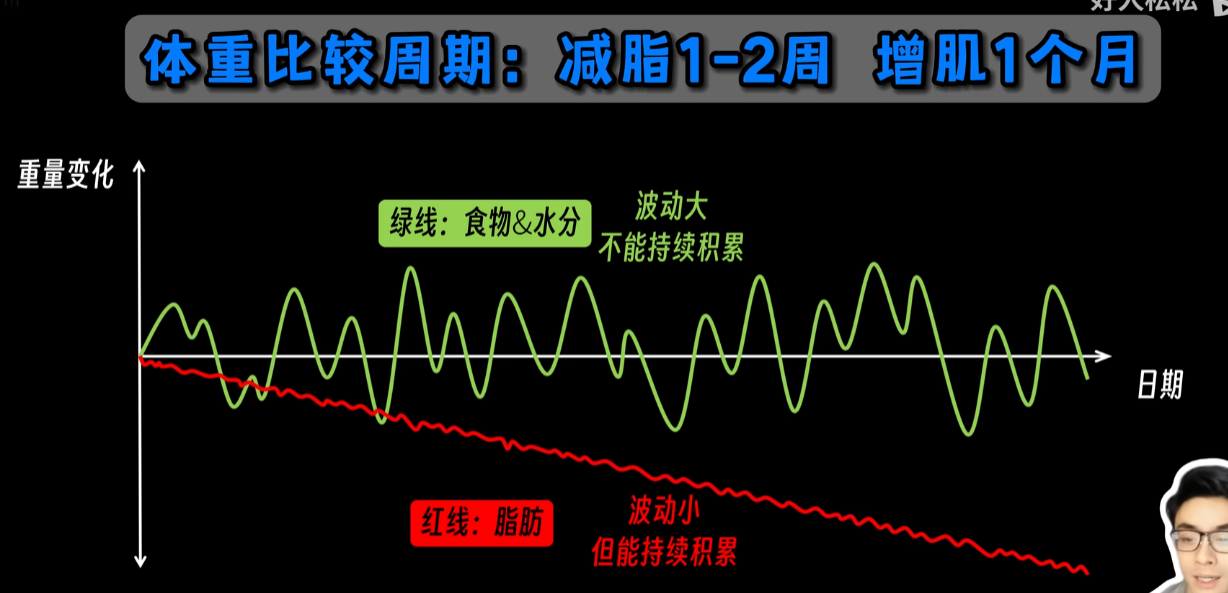 好人松松
体重比较周期：减脂1-2周 增肌1个月
重量变化
绿线：食物&水分
波动大
不能持续积累
日期
红线：脂肪
波动小
但能持续积累